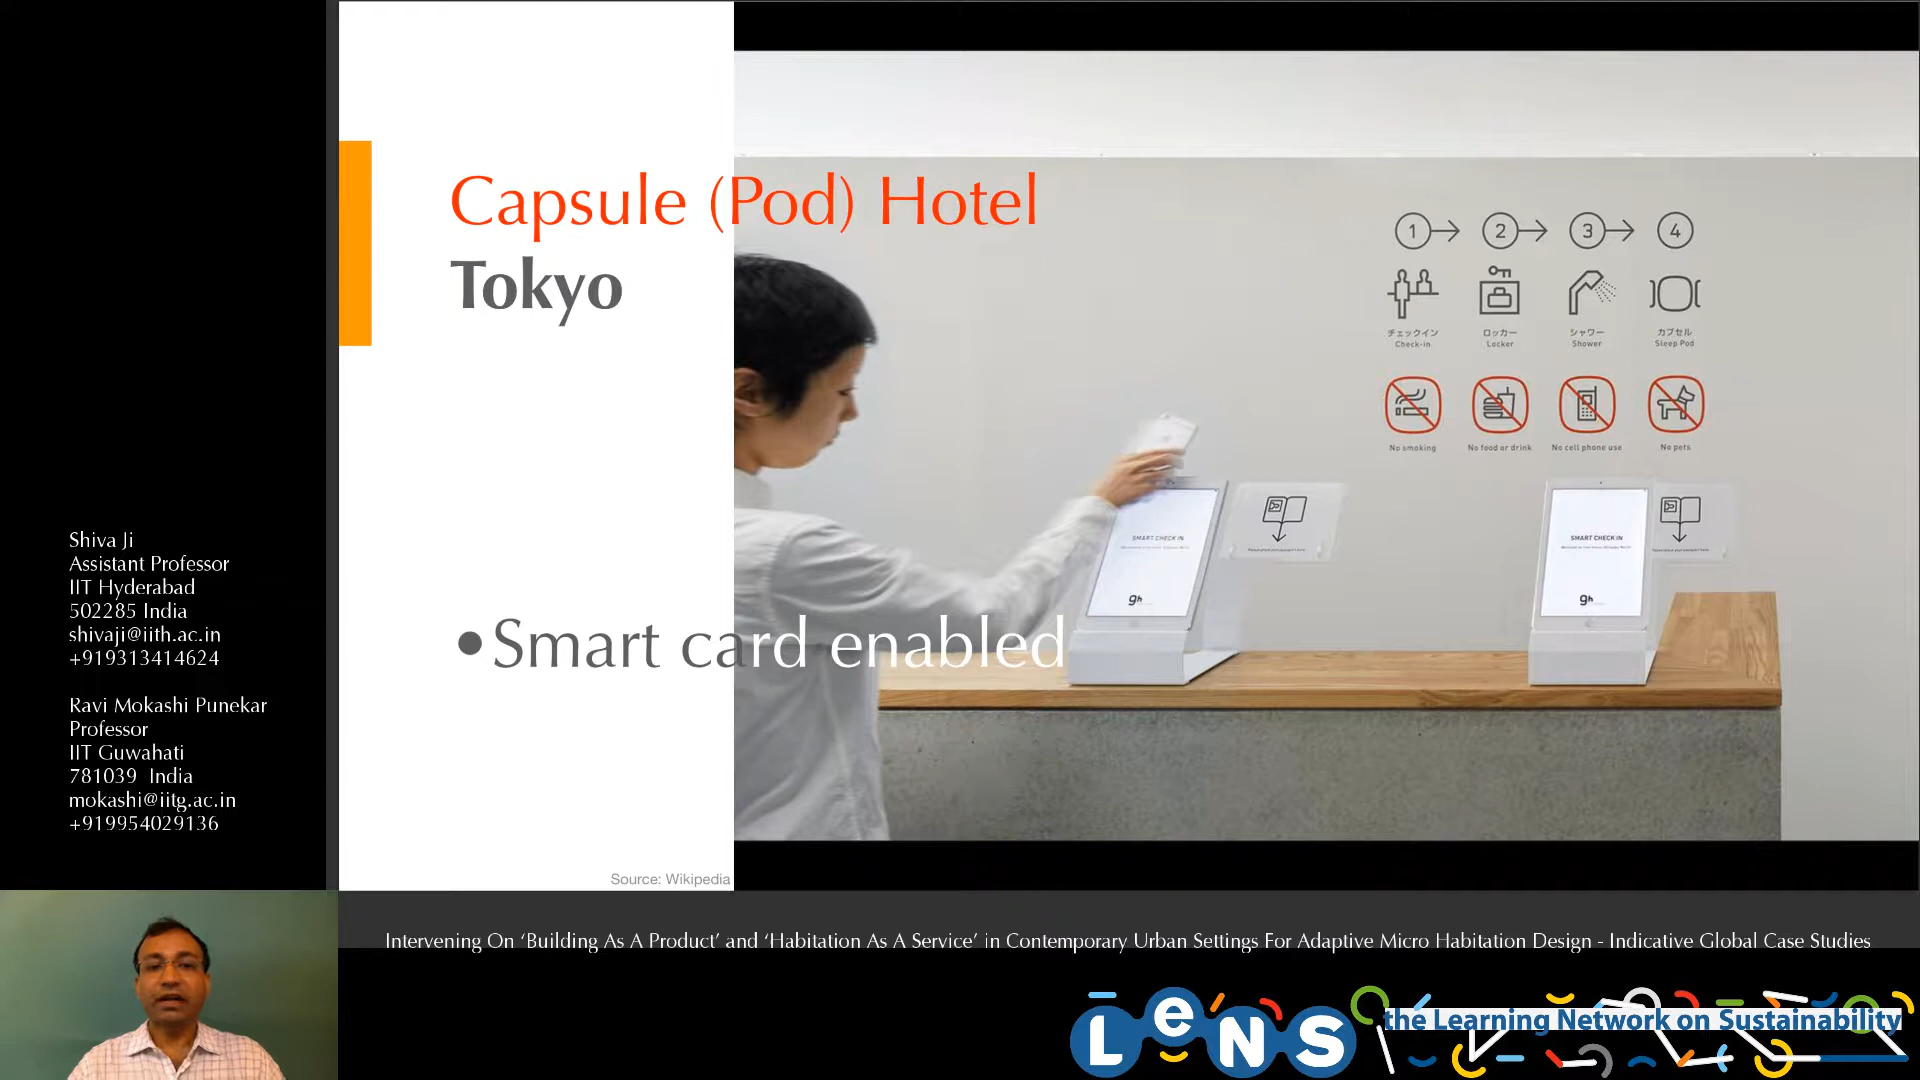 Capsule (Pod) Hotel
Tokyo
1 2 3 4
チェックイン ロッカー シャワー カプセル
Check-in Locker Shower Sleep Pod
No smoking No food or drink No cell phone use No pets
SMART CHECK IN
gh
SMART CHECK IN
gh
•Smart card enabled
Source: Wikipedia
Shiva Ji
Assistant Professor
IIT Hyderabad
502285 India
shivaji@iith.ac.in
+919313414624
Ravi Mokashi Punekar
Professor
IIT Guwahati
781039 India
mokashi@iitg.ac.in
+919954029136
Intervening On ‘Building As A Product’ and ‘Habitation As A Service’ in Contemporary Urban Settings For Adaptive Micro Habitation Design - Indicative Global Case Studies
LeNS
the Learning Network on Sustainability